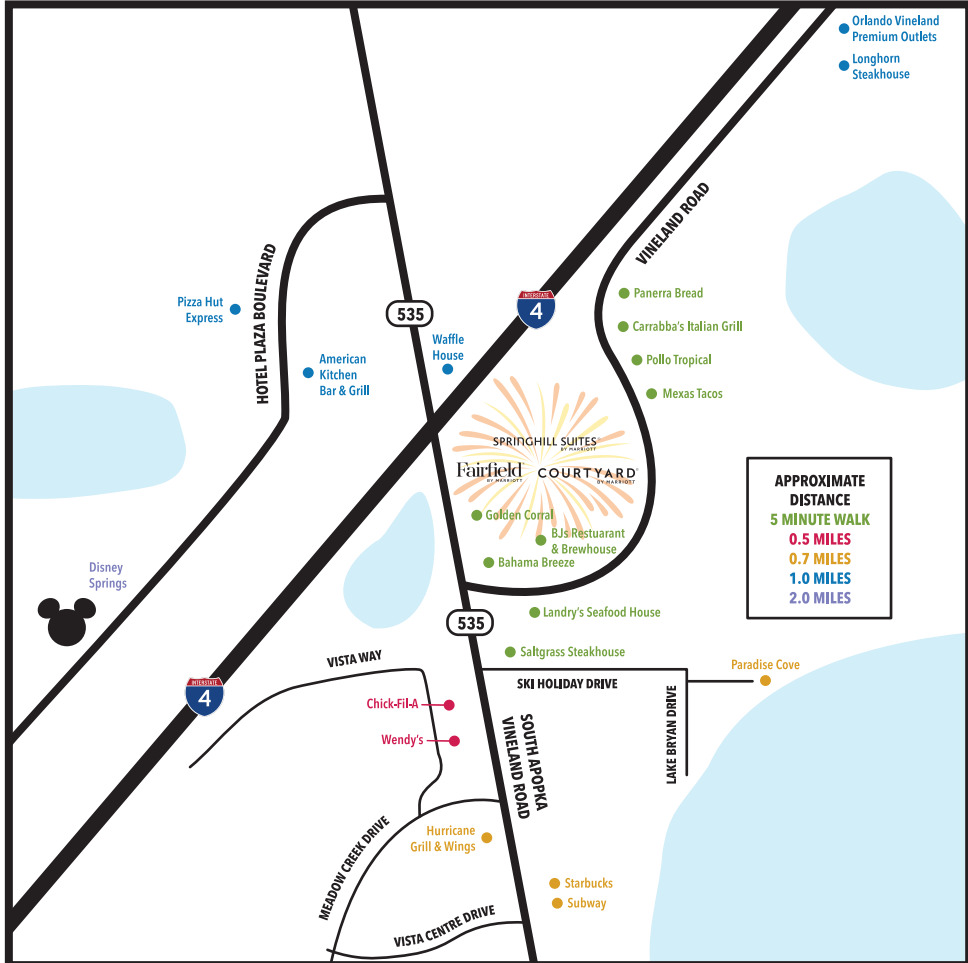 Orlando Vineland
Premium Outlets
Longhorn
Steakhouse
VINELAND ROAD
HOTEL PLAZA BOULEVARD
Pizza Hut
Express
535
INTERSTATE
4
Panerra Bread
Carrabba's Italian Grill
Waffle
House
American
Kitchen
Bar & Grill
Pollo Tropical
Mexas Tacos
SPRINGHILL SUITES
BY MARRIOTT
Fairfield
BY MARRIOTT
COURTYARD
BY MARRIOTT
APPROXIMATE
DISTANCE
5 MINUTE WALK
0.5 MILES
0.7 MILES
1.0 MILES
2.0 MILES
Golden Corral
BJs Restuarant
& Brewhouse
Bahama Breeze
Disney
Springs
Landry's Seafood House
535
Saltgrass Steakhouse
VISTA WAY
INTERSTATE
4
SKI HOLIDAY DRIVE
Paradise Cove
Chick-Fil-A
Wendy's
SOUTH APOPKA
VINELAND ROAD
LAKE BRYAN DRIVE
MEADOW CREEK DRIVE
Hurricane
Grill & Wings
Starbucks
Subway
VISTA CENTRE DRIVE